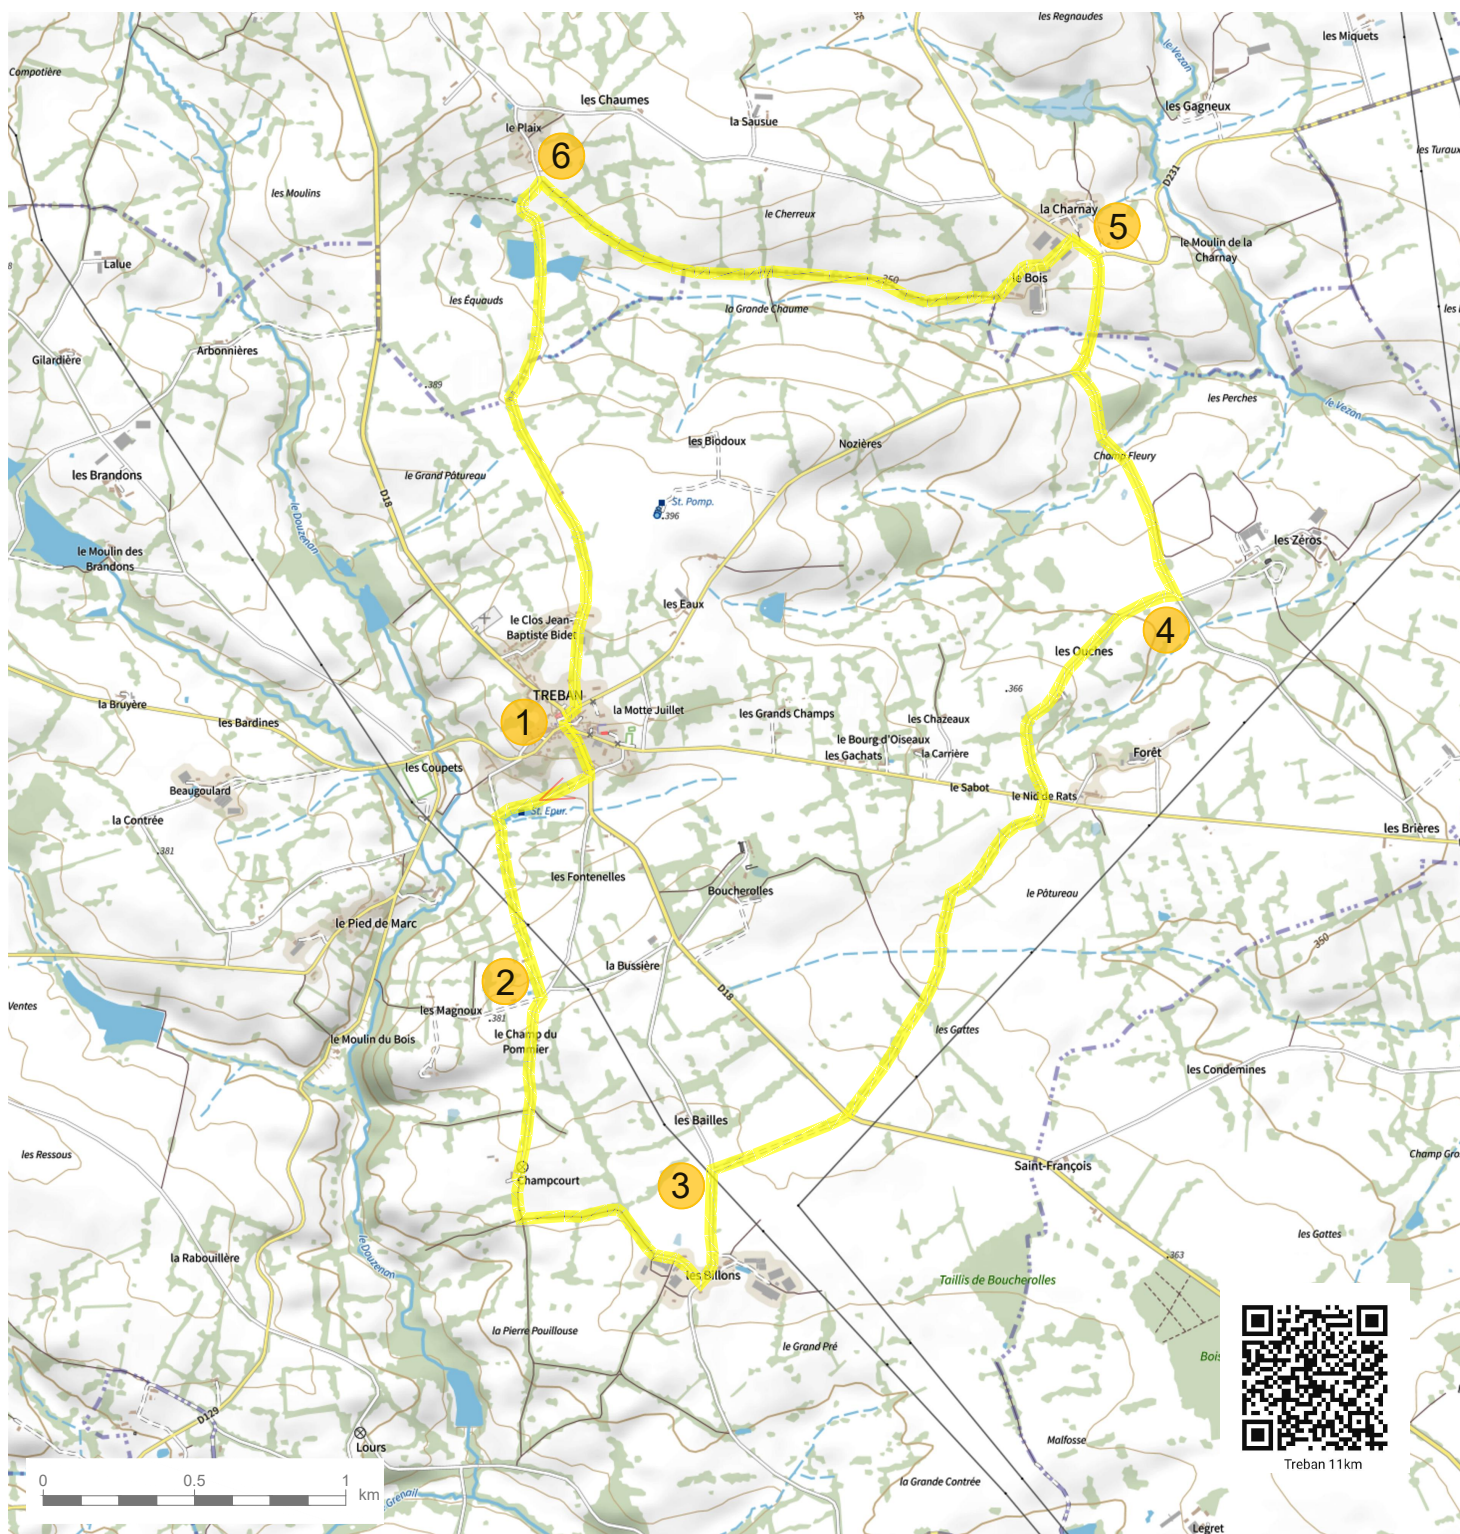 les Regnaudes
les Miquets
le Vezan
Compotière
les Chaumes
la Sausue
les Gagneux
le Plaix
6
les Turaux
D231
les Moulins
le Cherreux
la Charnay
5
le Moulin de la
Charnay
Lalue
le Bois
350
les Équauds
la Grande Chaume
Gilardière
Arbonnières
.389
les Perches
le Vezan
les Biodoux
Nozières
Champ Fleury
les Brandons
le Grand Pâtureau
D18
St. Pomp.
.396
le Douzenan
le Moulin des
Brandons
les Zéros
les Eaux
le Clos Jean-
Baptiste Bidet
4
les Ouches
.366
TREBAN
la Bruyère
les Bardines
1
la Motte Juillet
les Grands Champs
les Chazeaux
le Bourg d'Oiseaux
les Gachats
la Carrière
Forêt
les Coupets
Beaugoulard
le Sabot
le Nid de Rats
St. Epur.
la Contrée
.381
les Brières
les Fontenelles
Boucherolles
le Pâtureau
le Pied de Marc
350
la Bussière
2
D18
Ventes
les Magnoux
.381
le Champ du
Pommier
les Gattes
le Moulin du Bois
les Condemines
les Bailles
les Ressous
Saint-François
Champ Gro
Champcourt
3
les Gattes
la Rabouillère
le Douzenan
les Billons
.363
Taillis de Boucherolles
la Pierre Pouillouse
le Grand Pré
Bois
D129
Lours
Malfosse
Treban 11km
0 0.5 1
km
Grenail
la Grande Contrée
Legret